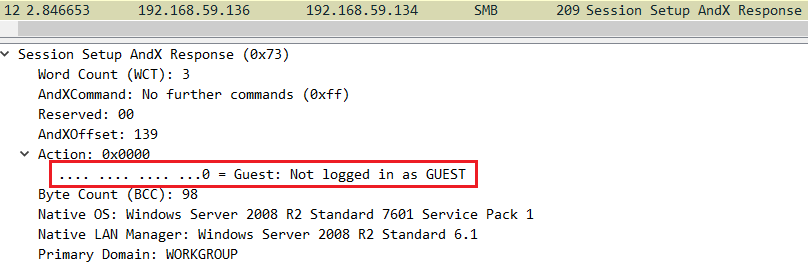 12 2.846653 192.168.59.136 192.168.59.134 SMB 209 Session Setup AndX Response
Session Setup AndX Response (0x73)
Word Count (WCT): 3
AndXCommand: No further commands (0xff)
Reserved: 00
AndXOffset: 139
Action: 0x0000
.... .... .... ...0 = Guest: Not logged in as GUEST
Byte Count (BCC): 98
Native OS: Windows Server 2008 R2 Standard 7601 Service Pack 1
Native LAN Manager: Windows Server 2008 R2 Standard 6.1
Primary Domain: WORKGROUP